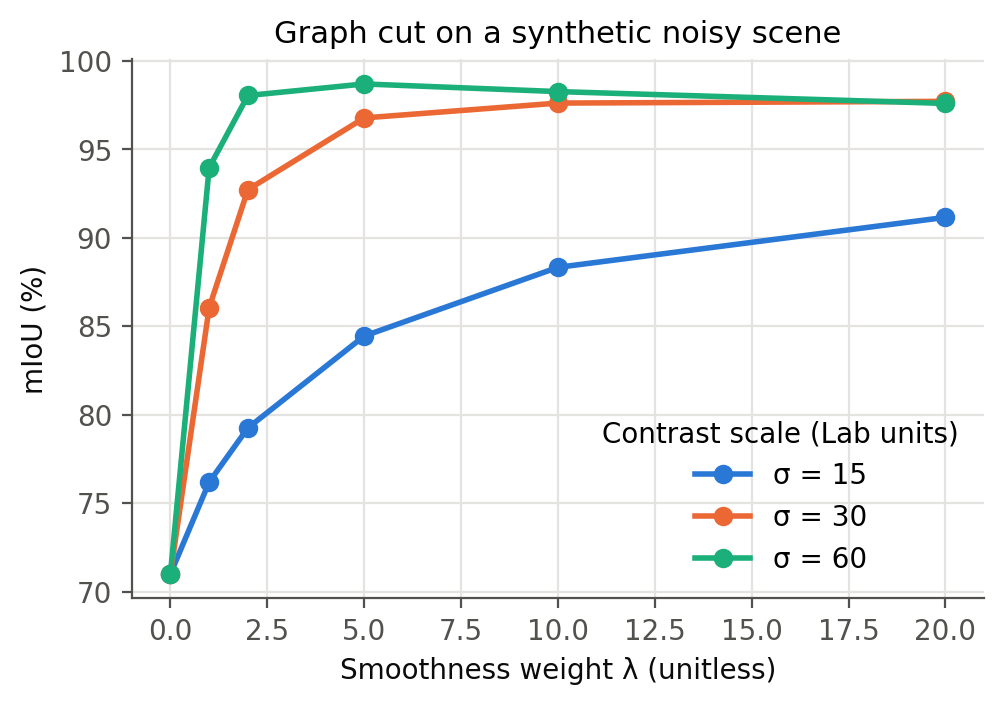 Graph cut on a synthetic noisy scene
mIoU (%)
100
95
90
85
80
75
70
Contrast scale (Lab units)
σ = 15
σ = 30
σ = 60
0.0 2.5 5.0 7.5 10.0 12.5 15.0 17.5 20.0
Smoothness weight λ (unitless)